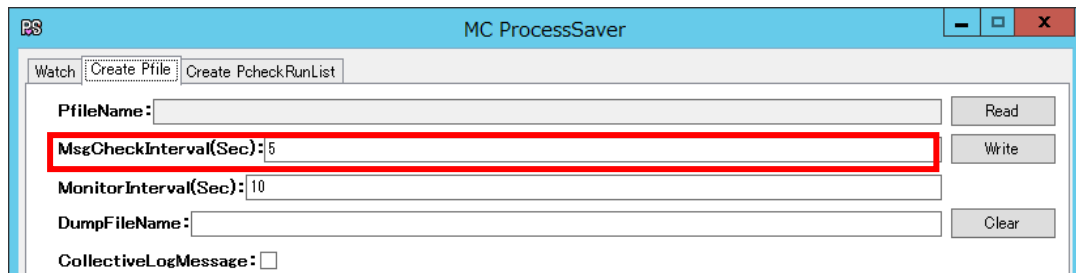 PS MC ProcessSaver
Watch Create Pfile Create PcheckRunList
PfileName: Read
MsgCheckInterval(Sec): 5 Write
MonitorInterval(Sec): 10
DumpFileName: Clear
CollectiveLogMessage: